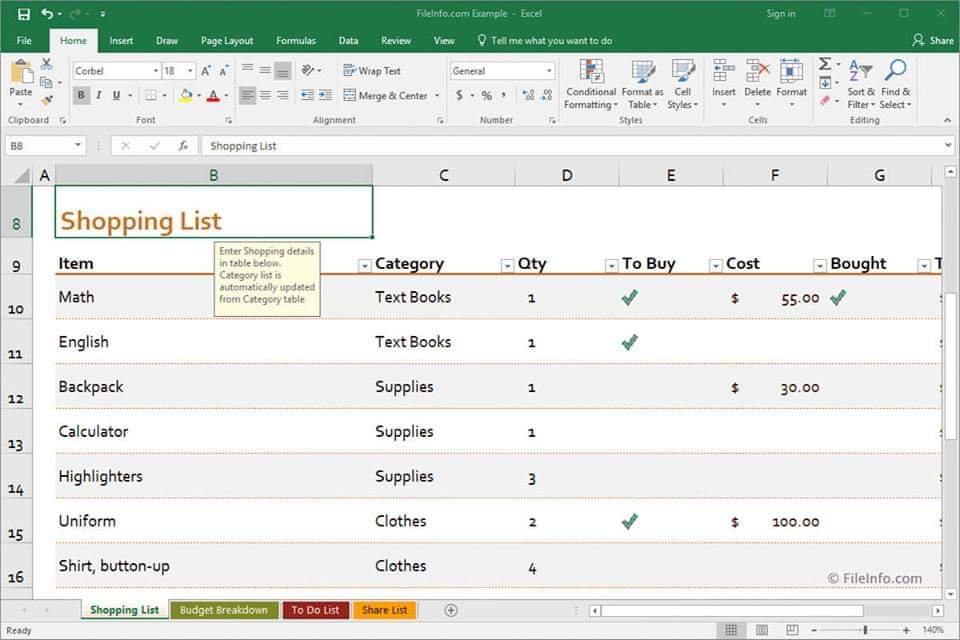 FileInfo.com Example - Excel
Sign in
File Home Insert Draw Page Layout Formulas Data Review View Tell me what you want to do Share
Paste
Corbel 18
Wrap Text
General
Conditional Formatting
Format as Table
Cell Styles
Insert Delete Format
Sort & Filter
Find & Select
B I U
Merge & Center
$ % ,
Clipboard Font Alignment Number Styles Cells Editing
B8 fx Shopping List
A B C D E F G
8 Shopping List
Enter Shopping details
in table below.
Category list is
automatically updated
from Category table
9 Item Category Qty To Buy Cost Bought T
10 Math Text Books 1 $ 55.00
11 English Text Books 1
12 Backpack Supplies 1 $ 30.00
13 Calculator Supplies 1
14 Highlighters Supplies 3
15 Uniform Clothes 2 $ 100.00
16 Shirt, button-up Clothes 4
© FileInfo.com
Shopping List Budget Breakdown To Do List Share List
Ready 140%